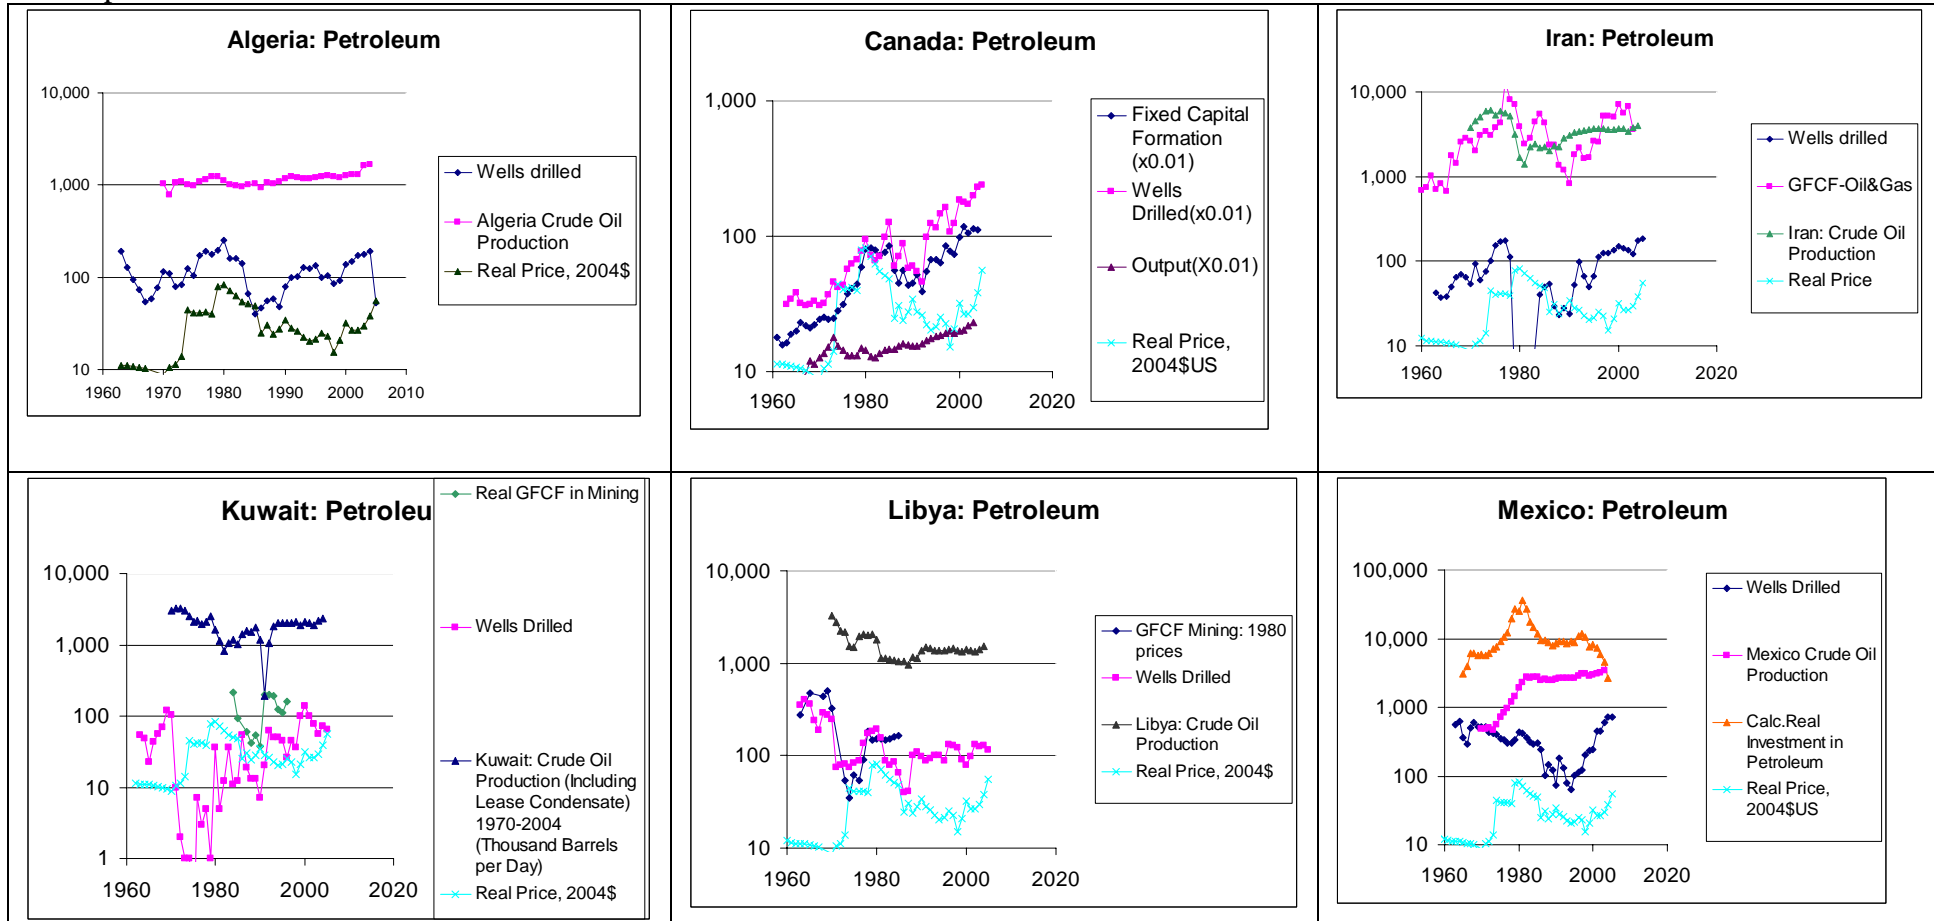 Algeria: Petroleum
10,000
1,000
100
10
1960 1970 1980 1990 2000 2010
Wells drilled
Algeria Crude Oil
Production
Real Price, 2004$
Canada: Petroleum
1,000
100
10
1960 1980 2000 2020
Fixed Capital
Formation
(x0.01)
Wells
Drilled(x0.01)
Output(X0.01)
Real Price,
2004$US
Iran: Petroleum
10,000
1,000
100
10
1960 1980 2000 2020
Wells drilled
GFCF-Oil&Gas
Iran: Crude Oil
Production
Real Price
Kuwait: Petroleu
10,000
1,000
100
10
1
1960 1980 2000 2020
Real GFCF in Mining
Wells Drilled
Kuwait: Crude Oil
Production (Including
Lease Condensate)
1970-2004
(Thousand Barrels
per Day)
Real Price, 2004$
Libya: Petroleum
10,000
1,000
100
10
1960 1980 2000 2020
GFCF Mining: 1980
prices
Wells Drilled
Libya: Crude Oil
Production
Real Price, 2004$
Mexico: Petroleum
100,000
10,000
1,000
100
10
1960 1980 2000 2020
Wells Drilled
Mexico Crude Oil
Production
Calc.Real
Investment in
Petroleum
Real Price,
2004$US